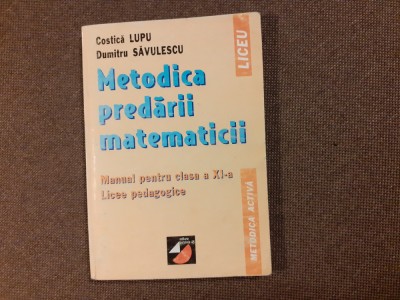 Costică LUPU
Dumitru SĂVULESCU
LICEU
Metodica
predării
matematicii
Manual pentru clasa a XI-a
Licee pedagogice
METODICA ACTIVĂ